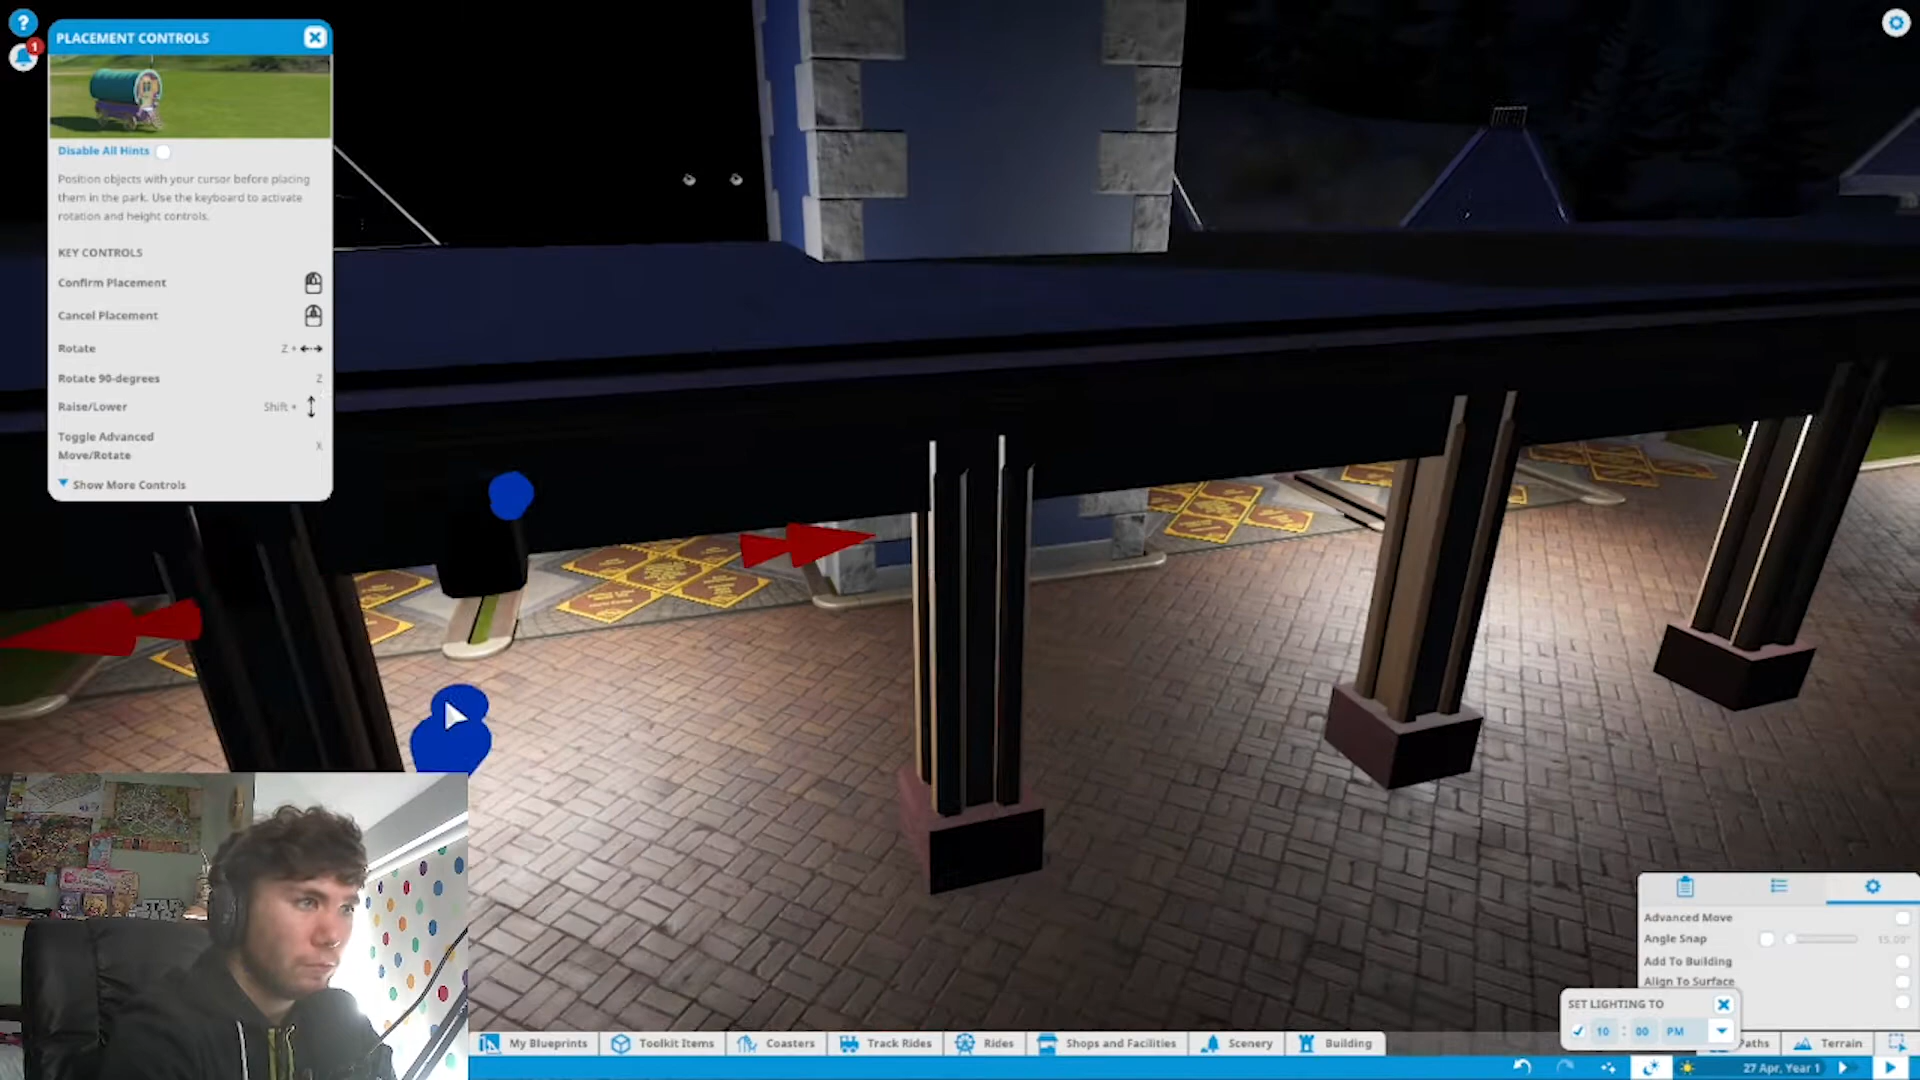 ?
1
PLACEMENT CONTROLS
Disable All Hints
Position objects with your cursor before placing
them in the park. Use the keyboard to activate
rotation and height controls.
KEY CONTROLS
Confirm Placement
Cancel Placement
Rotate Z +
Rotate 90-degrees Z
Raise/Lower Shift +
Toggle Advanced
Move/Rotate X
Show More Controls
STAR
Advanced Move
Angle Snap 15.00°
Add To Building
Align To Surface
SET LIGHTING TO
10 : 00 PM
My Blueprints Toolkit Items Coasters Track Rides Rides Shops and Facilities Scenery Building Paths Terrain
27 Apr, Year 1